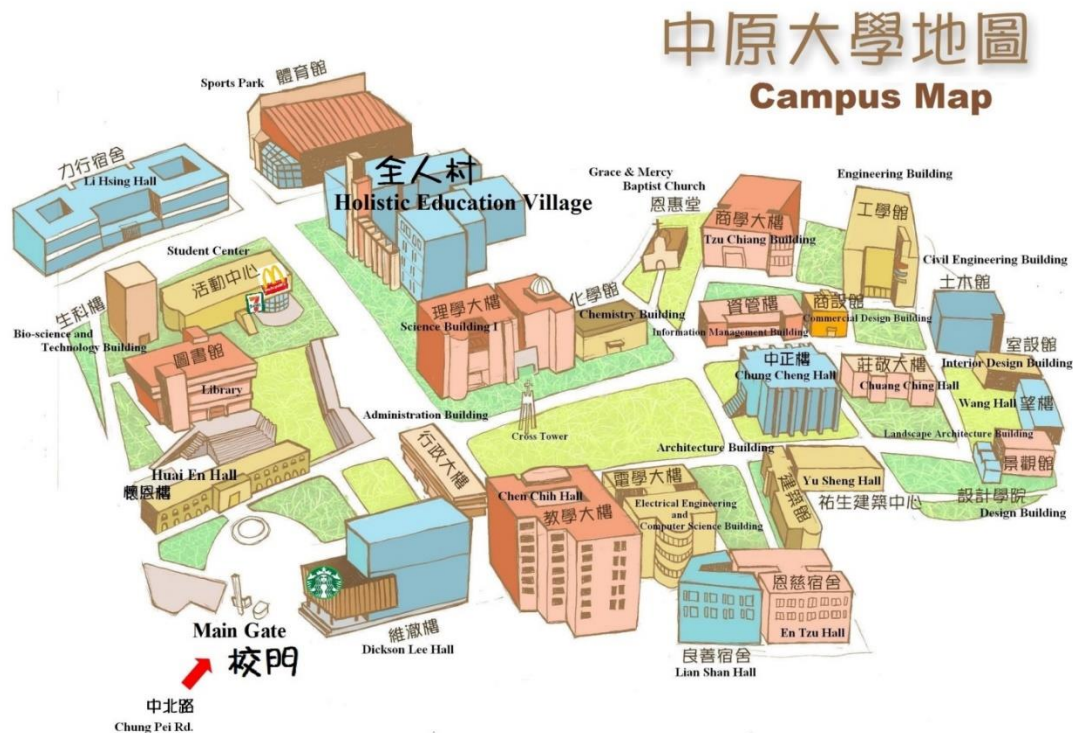 中原大學地圖
Campus Map
體育館
Sports Park
力行宿舍
Li Hsing Hall
全人村
Holistic Education Village
Grace & Mercy
Baptist Church
恩惠堂
商學大樓
Tzu Chiang Building
Engineering Building
工學館
Civil Engineering Building
土木館
Student Center
活動中心
McDonald's
7
ELEVEN
生科樓
Bio-science and
Technology Building
圖書館
Library
理學大樓
Science Building I
化學館
Chemistry Building
資管樓
Information Management Building
商設館
Commercial Design Building
室設館
Interior Design Building
中正樓
Chung Cheng Hall
莊敬大樓
Chuang Ching Hall
Wang Hall
望樓
Administration Building
行政大樓
Cross Tower
Architecture Building
建築館
Landscape Architecture Building
景觀館
Huai En Hall
懷恩樓
Chen Chih Hall
教學大樓
電學大樓
Electrical Engineering
and
Computer Science Building
Yu Sheng Hall
祐生建築中心
設計學院
Design Building
Main Gate
校門
維澈樓
Dickson Lee Hall
恩慈宿舍
En Tzu Hall
良善宿舍
Lian Shan Hall
中北路
Chung Pei Rd.